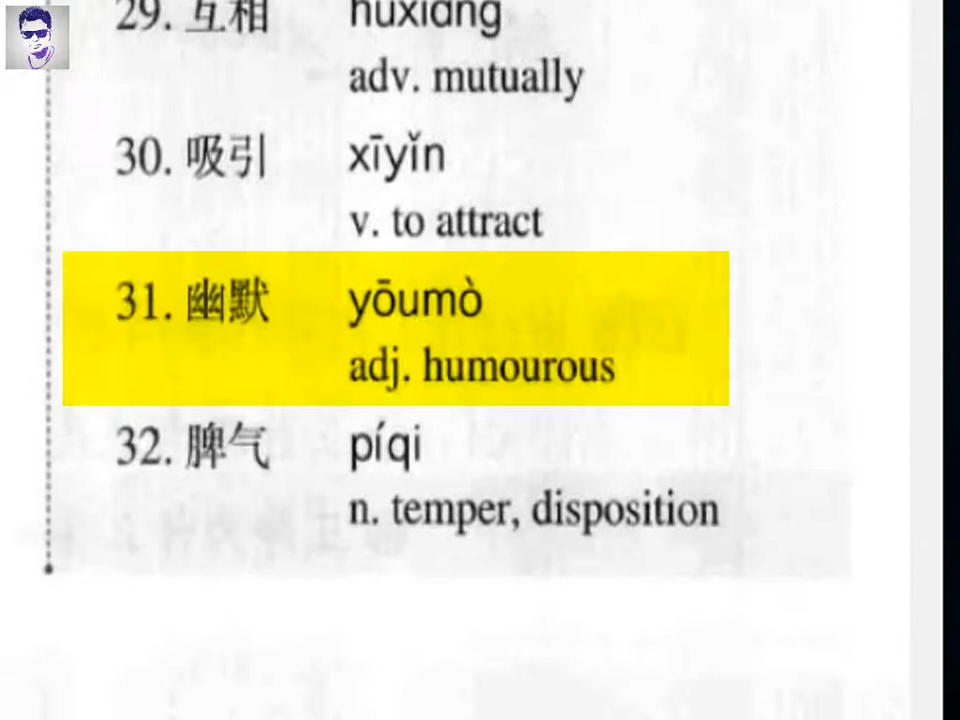 29. 互相 hùxiāng
adv. mutually
30. 吸引 xīyǐn
v. to attract
31. 幽默 yōumò
adj. humourous
32. 脾气 píqi
n. temper, disposition